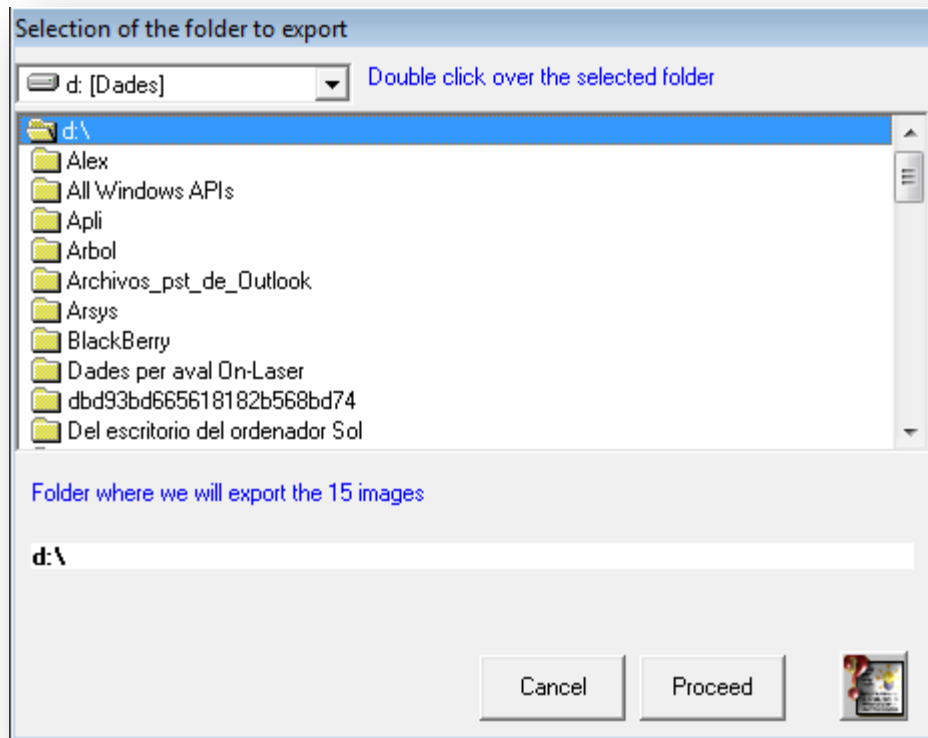 Selection of the folder to export
d: [Dades]
Double click over the selected folder
d:\
Alex
All Windows APIs
Apli
Arbol
Archivos_pst_de_Outlook
Arsys
BlackBerry
Dades per aval On-Laser
dbd93bd665618182b568bd74
Del escritorio del ordenador Sol
Folder where we will export the 15 images
d:\
Cancel
Proceed